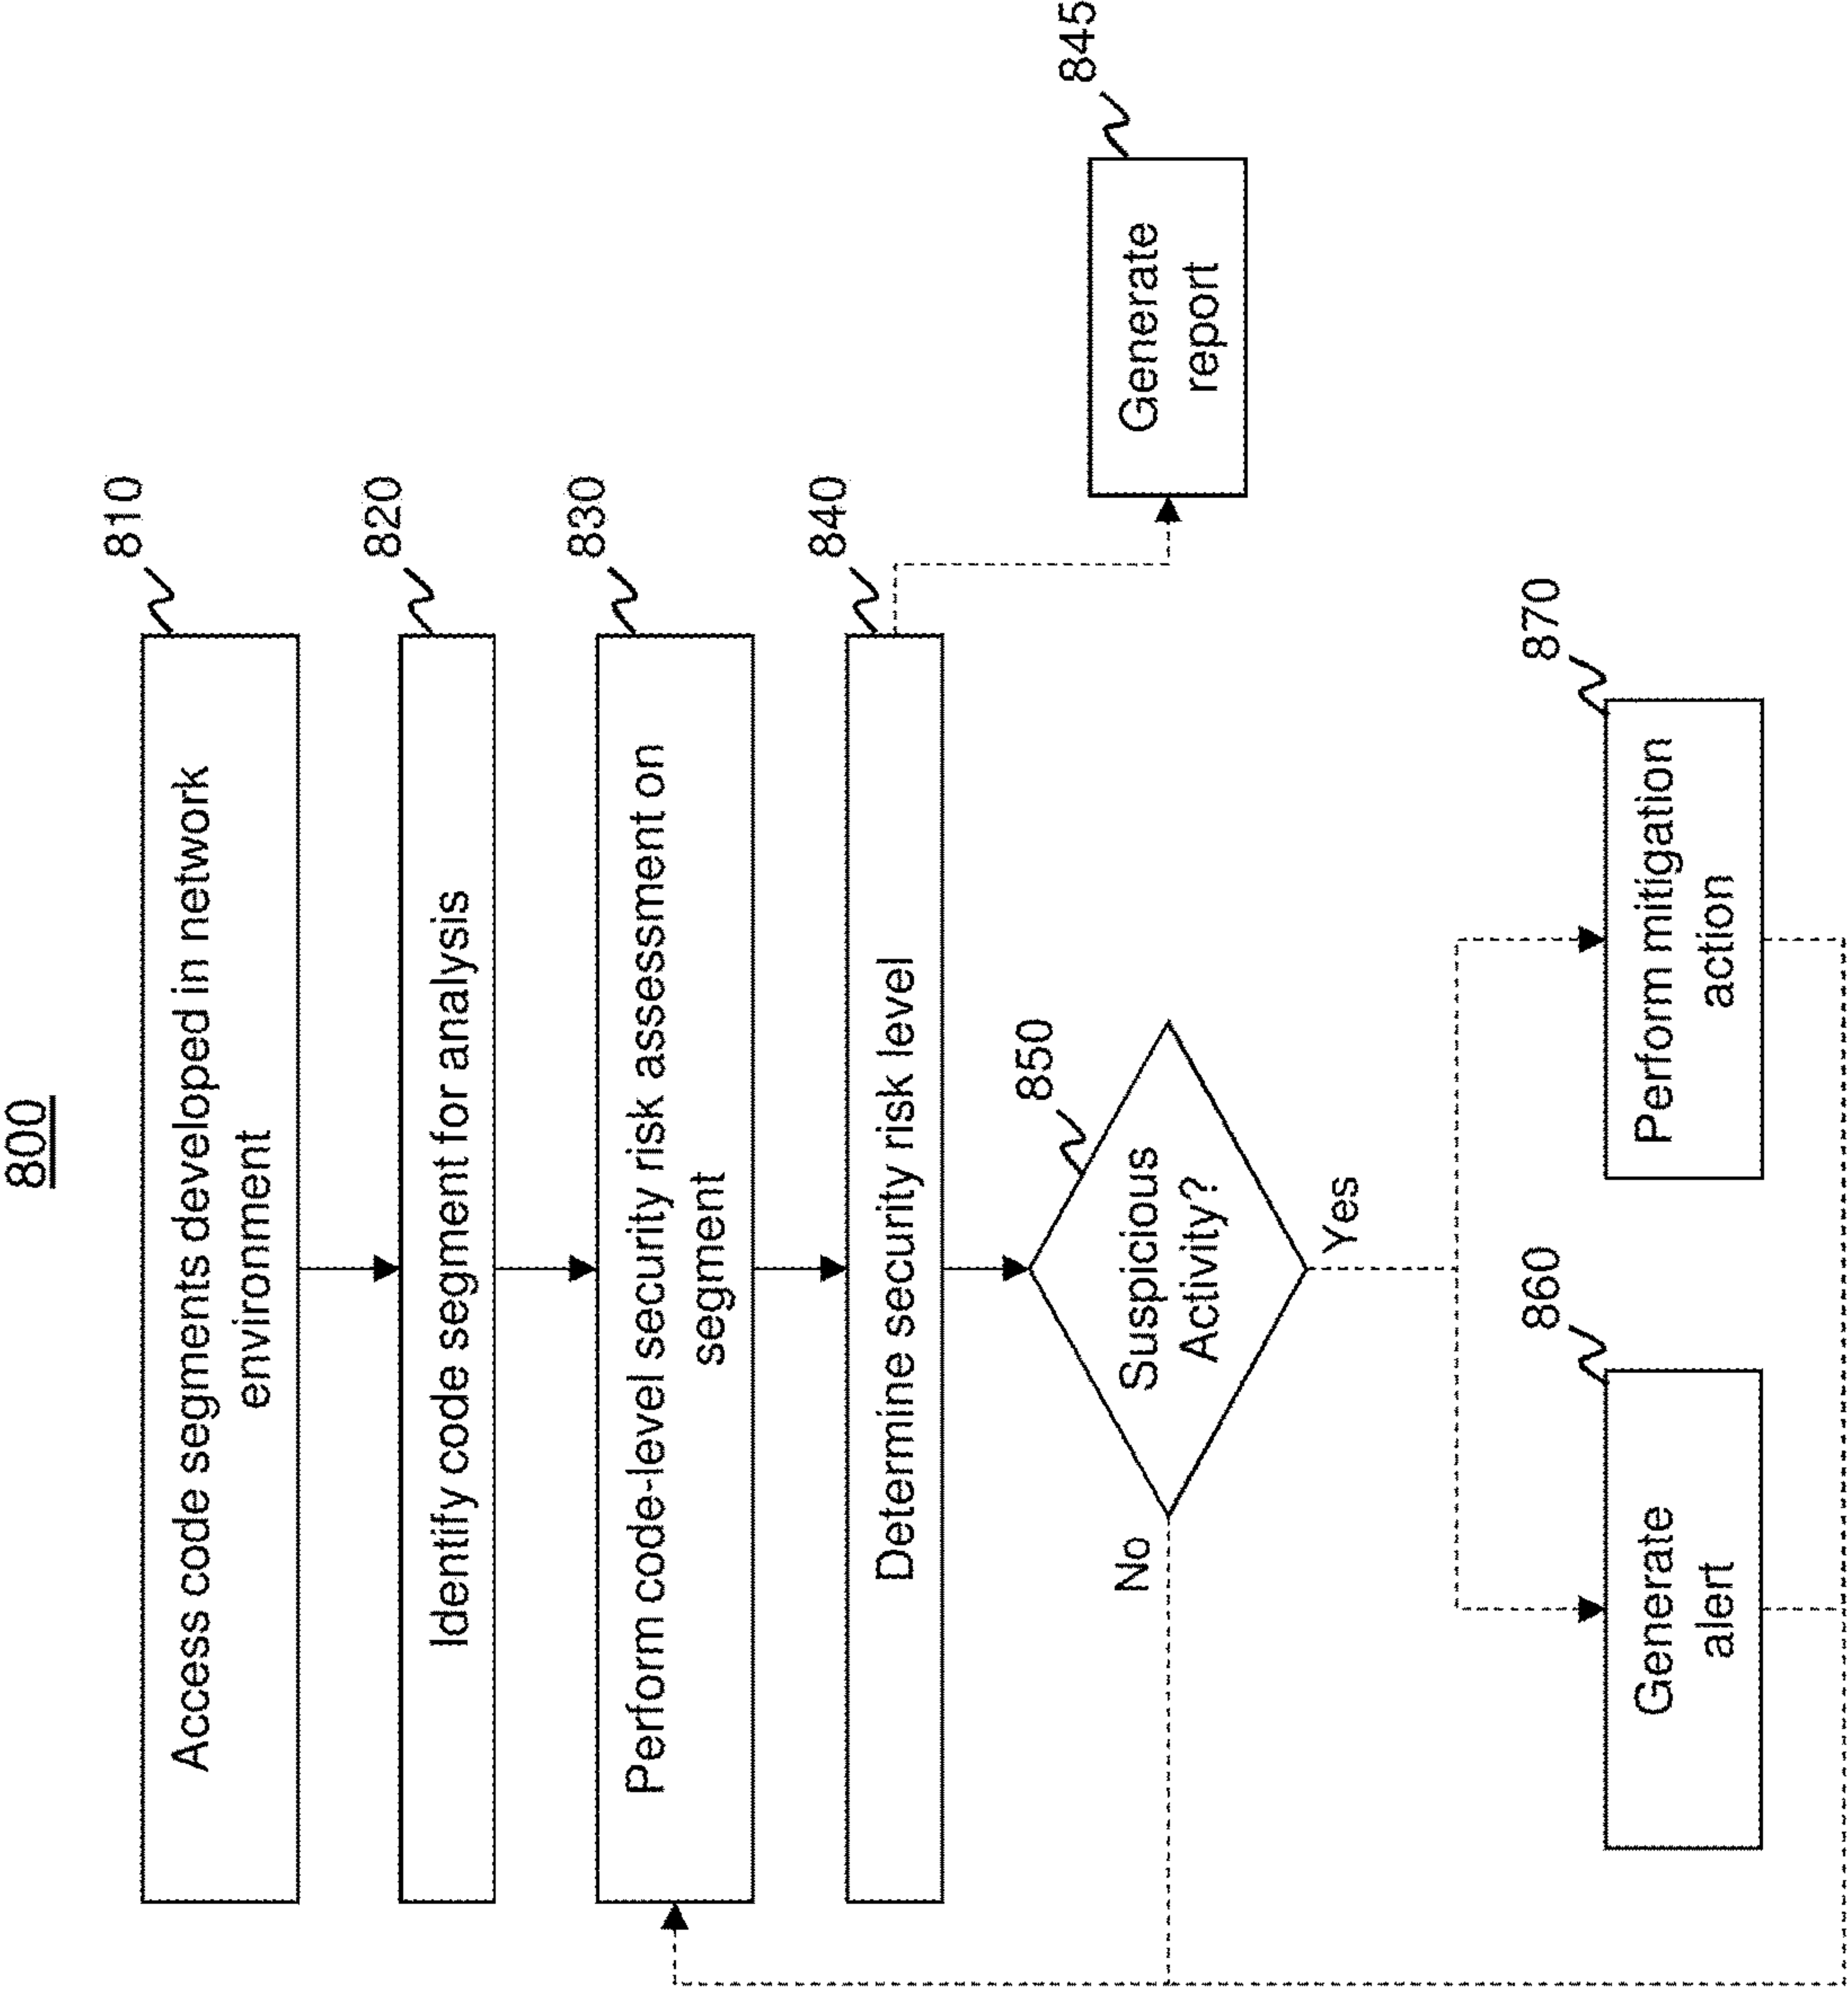 800
810
Access code segments developed in network
environment
820
Identify code segment for analysis
830
Perform code-level security risk assessment on
segment
840
Determine security risk level
845
Generate
report
850
Suspicious
Activity?
No
Yes
860
Generate
alert
870
Perform mitigation
action